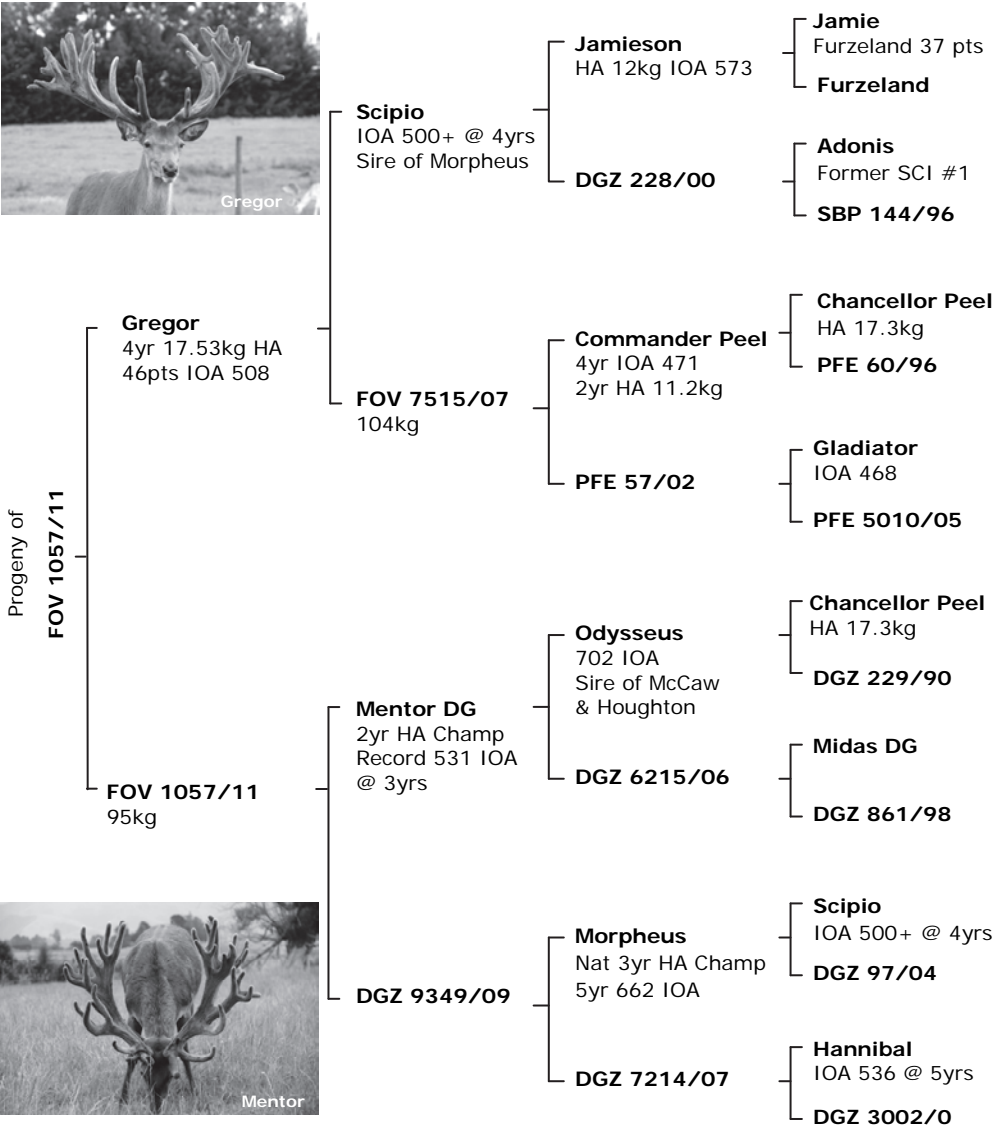 Gregor
Progeny of
FOV 1057/11
Gregor
4yr 17.53kg HA
46pts IOA 508
FOV 1057/11
95kg
Mentor
Scipio
IOA 500+ @ 4yrs
Sire of Morpheus
FOV 7515/07
104kg
Mentor DG
2yr HA Champ
Record 531 IOA
@ 3yrs
DGZ 9349/09
Jamieson
HA 12kg IOA 573
DGZ 228/00
Commander Peel
4yr IOA 471
2yr HA 11.2kg
PFE 57/02
Odysseus
702 IOA
Sire of McCaw
& Houghton
DGZ 6215/06
Morpheus
Nat 3yr HA Champ
5yr 662 IOA
DGZ 7214/07
Jamie
Furzeland 37 pts
Furzeland
Adonis
Former SCI #1
SBP 144/96
Chancellor Peel
HA 17.3kg
PFE 60/96
Gladiator
IOA 468
PFE 5010/05
Chancellor Peel
HA 17.3kg
DGZ 229/90
Midas DG
DGZ 861/98
Scipio
IOA 500+ @ 4yrs
DGZ 97/04
Hannibal
IOA 536 @ 5yrs
DGZ 3002/0